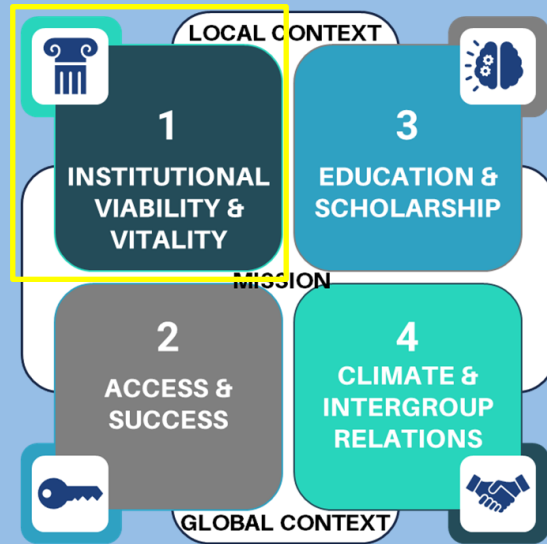 LOCAL CONTEXT
1
INSTITUTIONAL
VIABILITY &
VITALITY
3
EDUCATION &
SCHOLARSHIP
MISSION
2
ACCESS &
SUCCESS
4
CLIMATE &
INTERGROUP
RELATIONS
GLOBAL CONTEXT